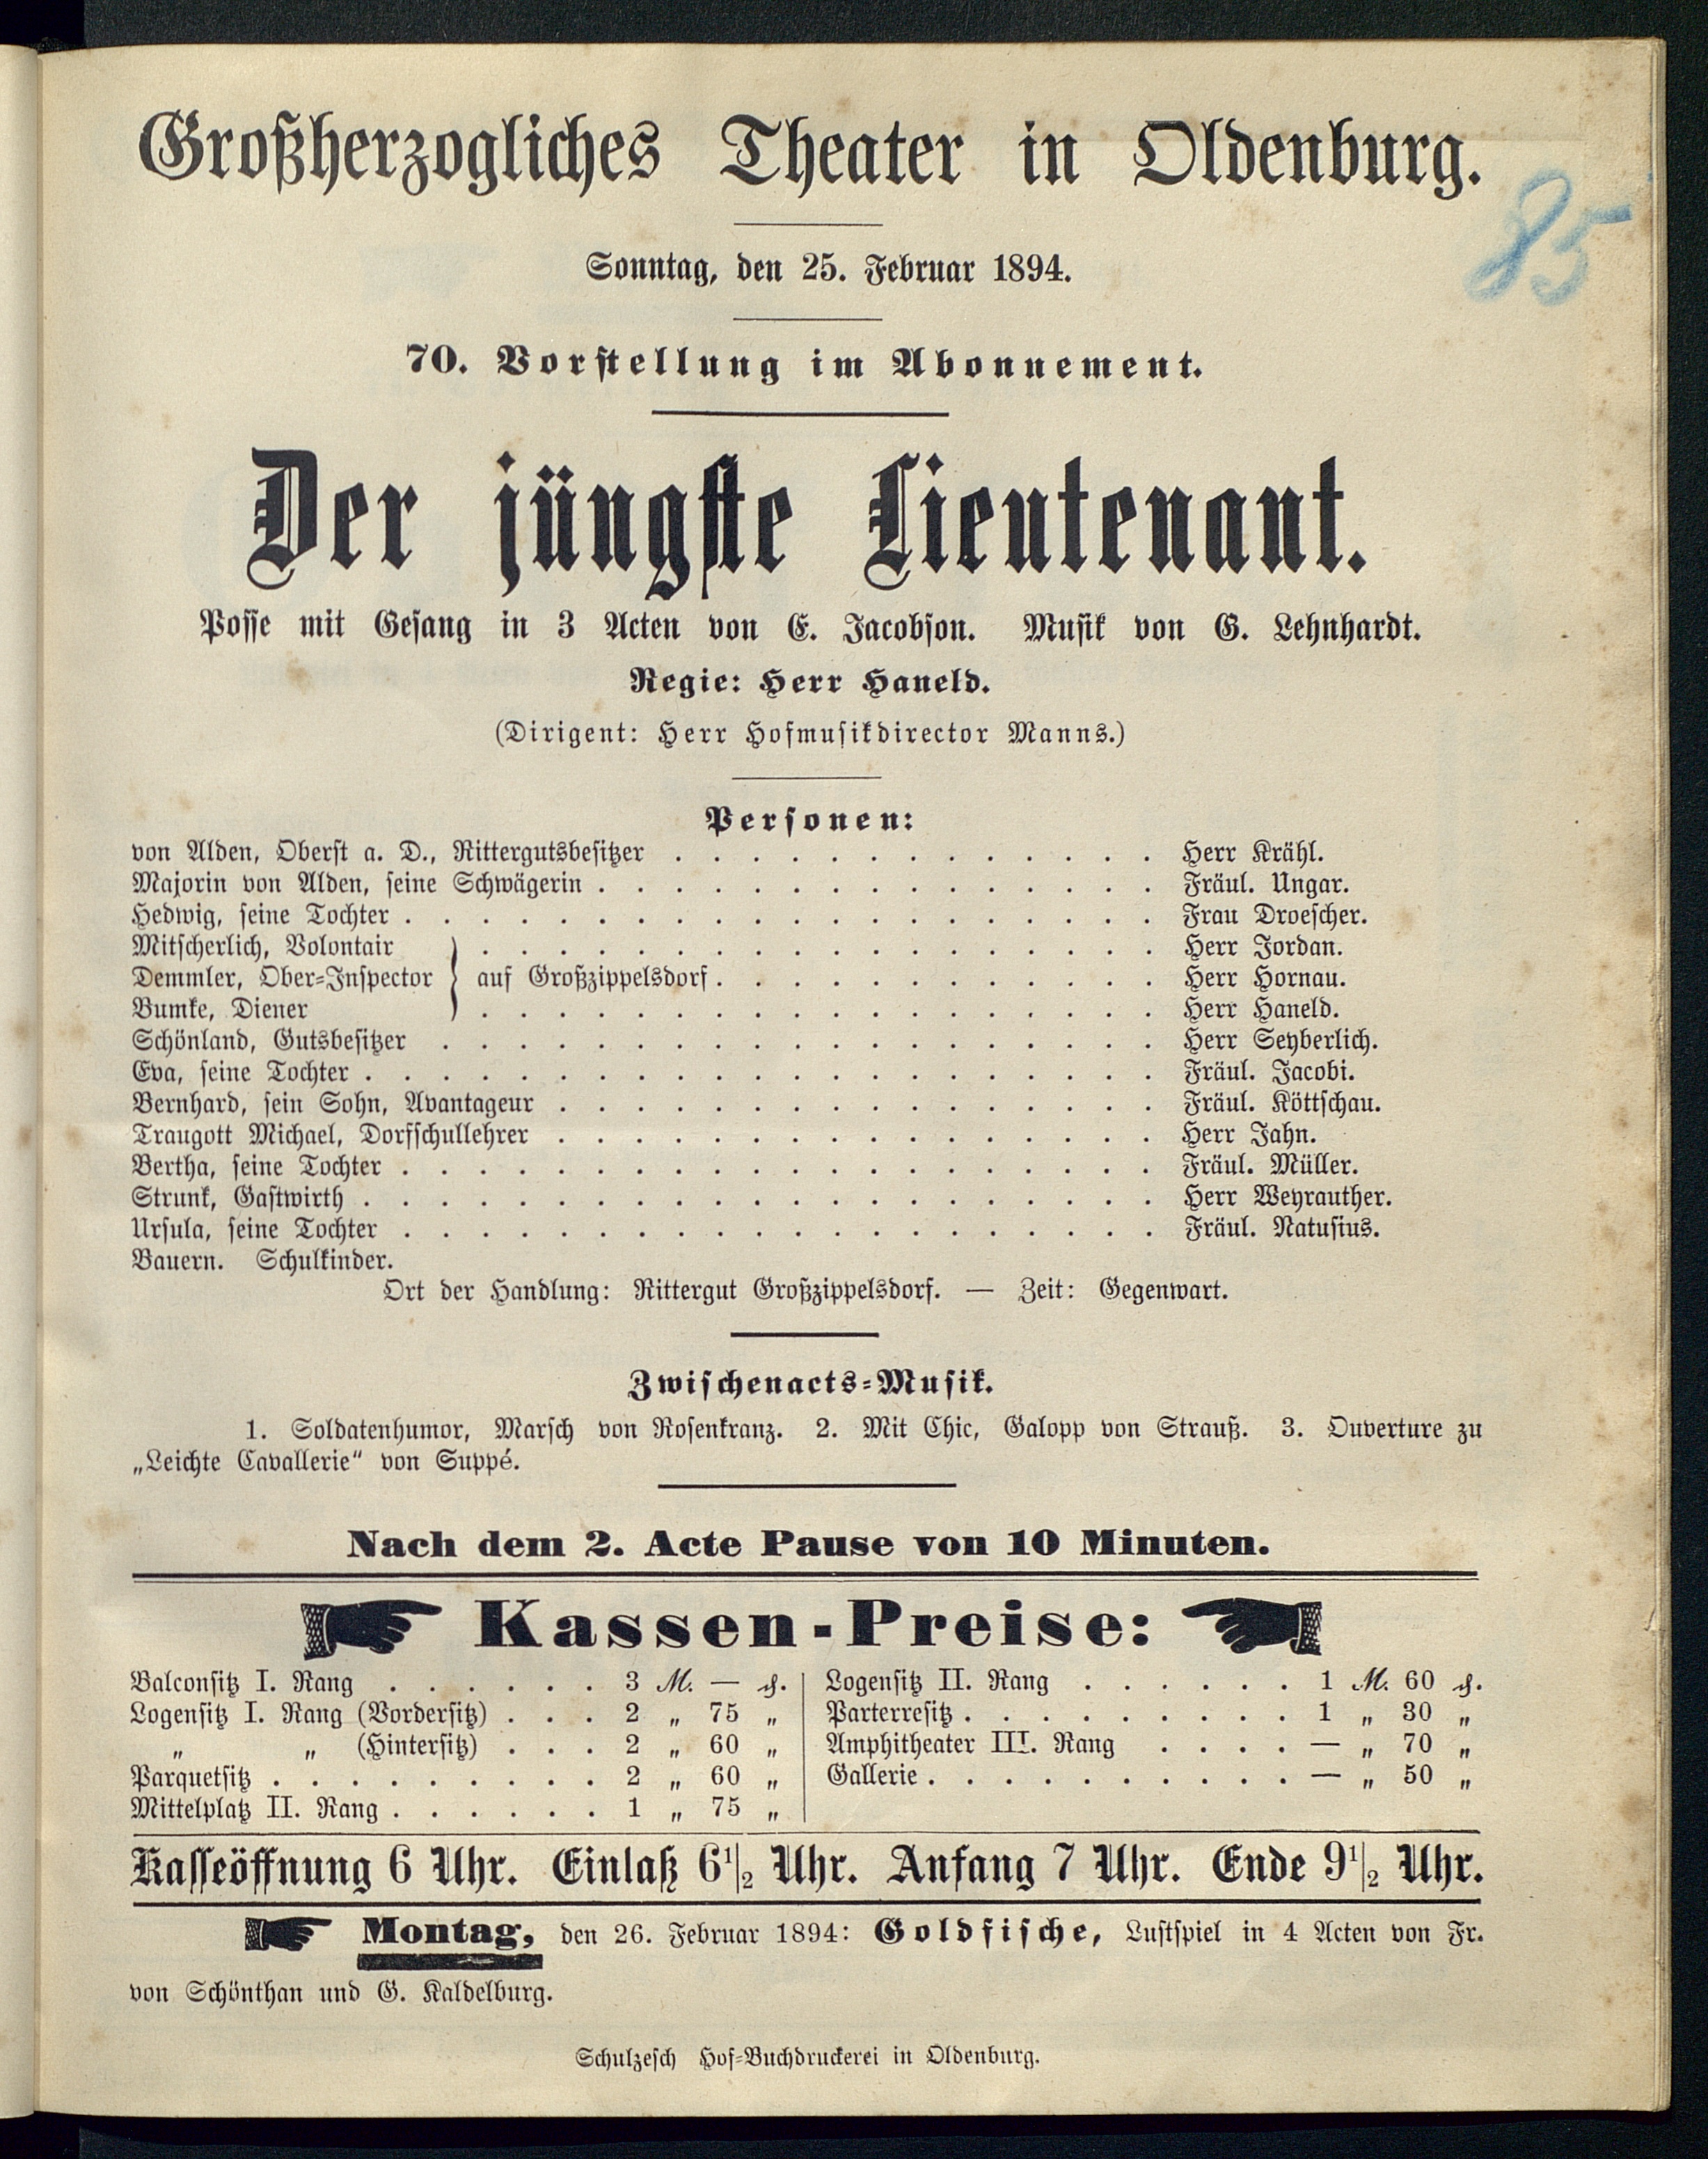 Großherzogliches Theater in Oldenburg.
85
Sonntag, den 25. Februar 1894.
70. Vorstellung im Abonnement.
Der jüngste Lieutenant.
Posse mit Gesang in 3 Acten von E. Jacobson. Musik von G. Lehnhardt.
Regie: Herr Haneld.
(Dirigent: Herr Hofmusikdirector Manns.)
Personen:
von Alden, Oberst a. D., Rittergutsbesitzer . . . . . . . . . . . . . Herr Krähl.
Majorin von Alden, seine Schwägerin . . . . . . . . . . . . . . . Fräul. Ungar.
Hedwig, seine Tochter . . . . . . . . . . . . . . . . . . . . Frau Droescher.
Mitscherlich, Volontair . . . . . . . . . . . . . . . . . . Herr Jordan.
Demmler, Ober-Inspector } auf Großzippelsdorf . . . . . . . . . . . . Herr Hornau.
Bumke, Diener . . . . . . . . . . . . . . . . . . Herr Haneld.
Schönland, Gutsbesitzer . . . . . . . . . . . . . . . . . . . Herr Seyberlich.
Eva, seine Tochter . . . . . . . . . . . . . . . . . . . . . Fräul. Jacobi.
Bernhard, sein Sohn, Avantageur . . . . . . . . . . . . . . . . Fräul. Köttschau.
Traugott Michael, Dorfschullehrer . . . . . . . . . . . . . . . . Herr Jahn.
Bertha, seine Tochter . . . . . . . . . . . . . . . . . . . . Fräul. Müller.
Strunk, Gastwirth . . . . . . . . . . . . . . . . . . . . . Herr Weyrauther.
Ursula, seine Tochter . . . . . . . . . . . . . . . . . . . . Fräul. Natusius.
Bauern. Schulkinder.
Ort der Handlung: Rittergut Großzippelsdorf. — Zeit: Gegenwart.
Zwischenacts-Musik.
1. Soldatenhumor, Marsch von Rosenkranz. 2. Mit Chic, Galopp von Strauß. 3. Ouverture zu
„Leichte Cavallerie“ von Suppé.
Nach dem 2. Acte Pause von 10 Minuten.
Kassen-Preise:
Balconsitz I. Rang . . . . . . 3 M. — ₰.
Logensitz I. Rang (Vordersitz) . . . 2 „ 75 „
„ „ (Hintersitz) . . . 2 „ 60 „
Parquetsitz . . . . . . . . . 2 „ 60 „
Mittelplatz II. Rang . . . . . . 1 „ 75 „
Logensitz II. Rang . . . . . . 1 M. 60 ₰.
Parterresitz . . . . . . . . . 1 „ 30 „
Amphitheater III. Rang . . . . — „ 70 „
Gallerie . . . . . . . . . . — „ 50 „
Kasseöffnung 6 Uhr. Einlaß 6½ Uhr. Anfang 7 Uhr. Ende 9½ Uhr.
Montag, den 26. Februar 1894: Goldfische, Lustspiel in 4 Acten von Fr.
von Schönthan und G. Kaldelburg.
Schulzesch Hof-Buchdruckerei in Oldenburg.